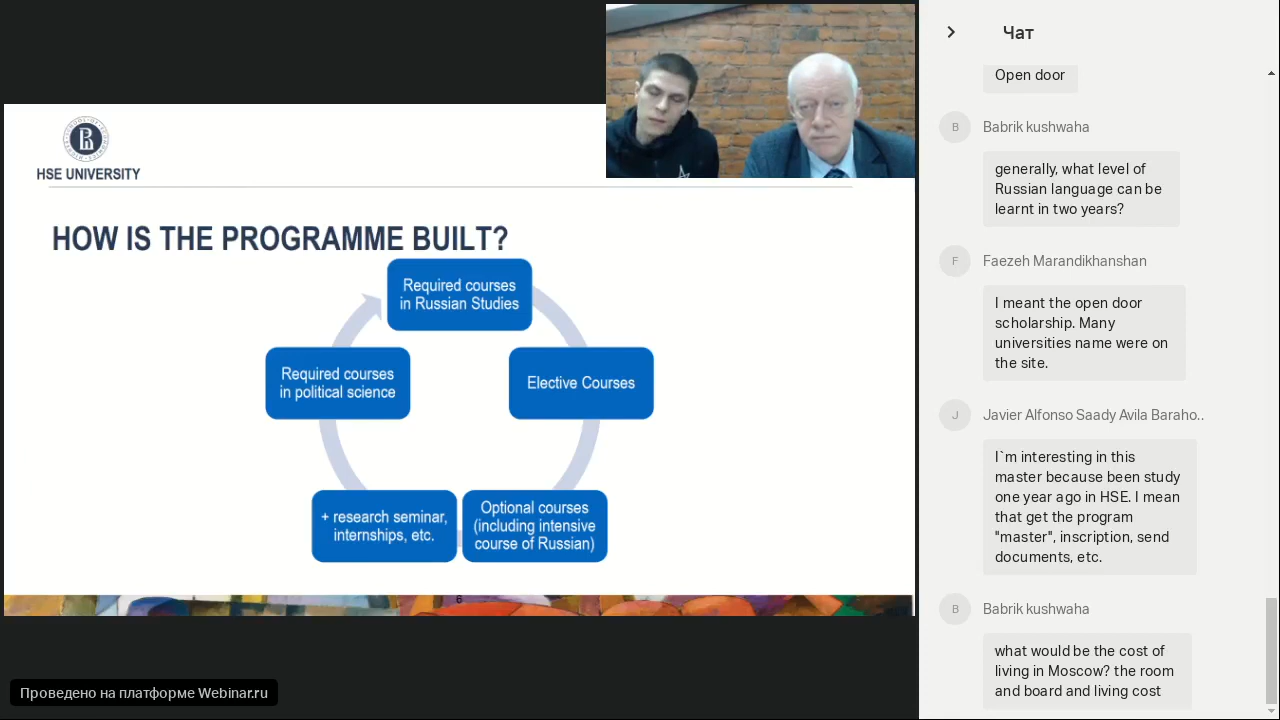 HSE UNIVERSITY
HOW IS THE PROGRAMME BUILT?
Required courses
in Russian Studies
Elective Courses
Optional courses
(including intensive
course of Russian)
+ research seminar,
internships, etc.
Required courses
in political science
6
Проведено на платформе Webinar.ru
Чат
Open door
B
Babrik kushwaha
generally, what level of
Russian language can be
learnt in two years?
F
Faezeh Marandikhanshan
I meant the open door
scholarship. Many
universities name were on
the site.
J
Javier Alfonso Saady Avila Baraho..
I`m interesting in this
master because been study
one year ago in HSE. I mean
that get the program
"master", inscription, send
documents, etc.
B
Babrik kushwaha
what would be the cost of
living in Moscow? the room
and board and living cost